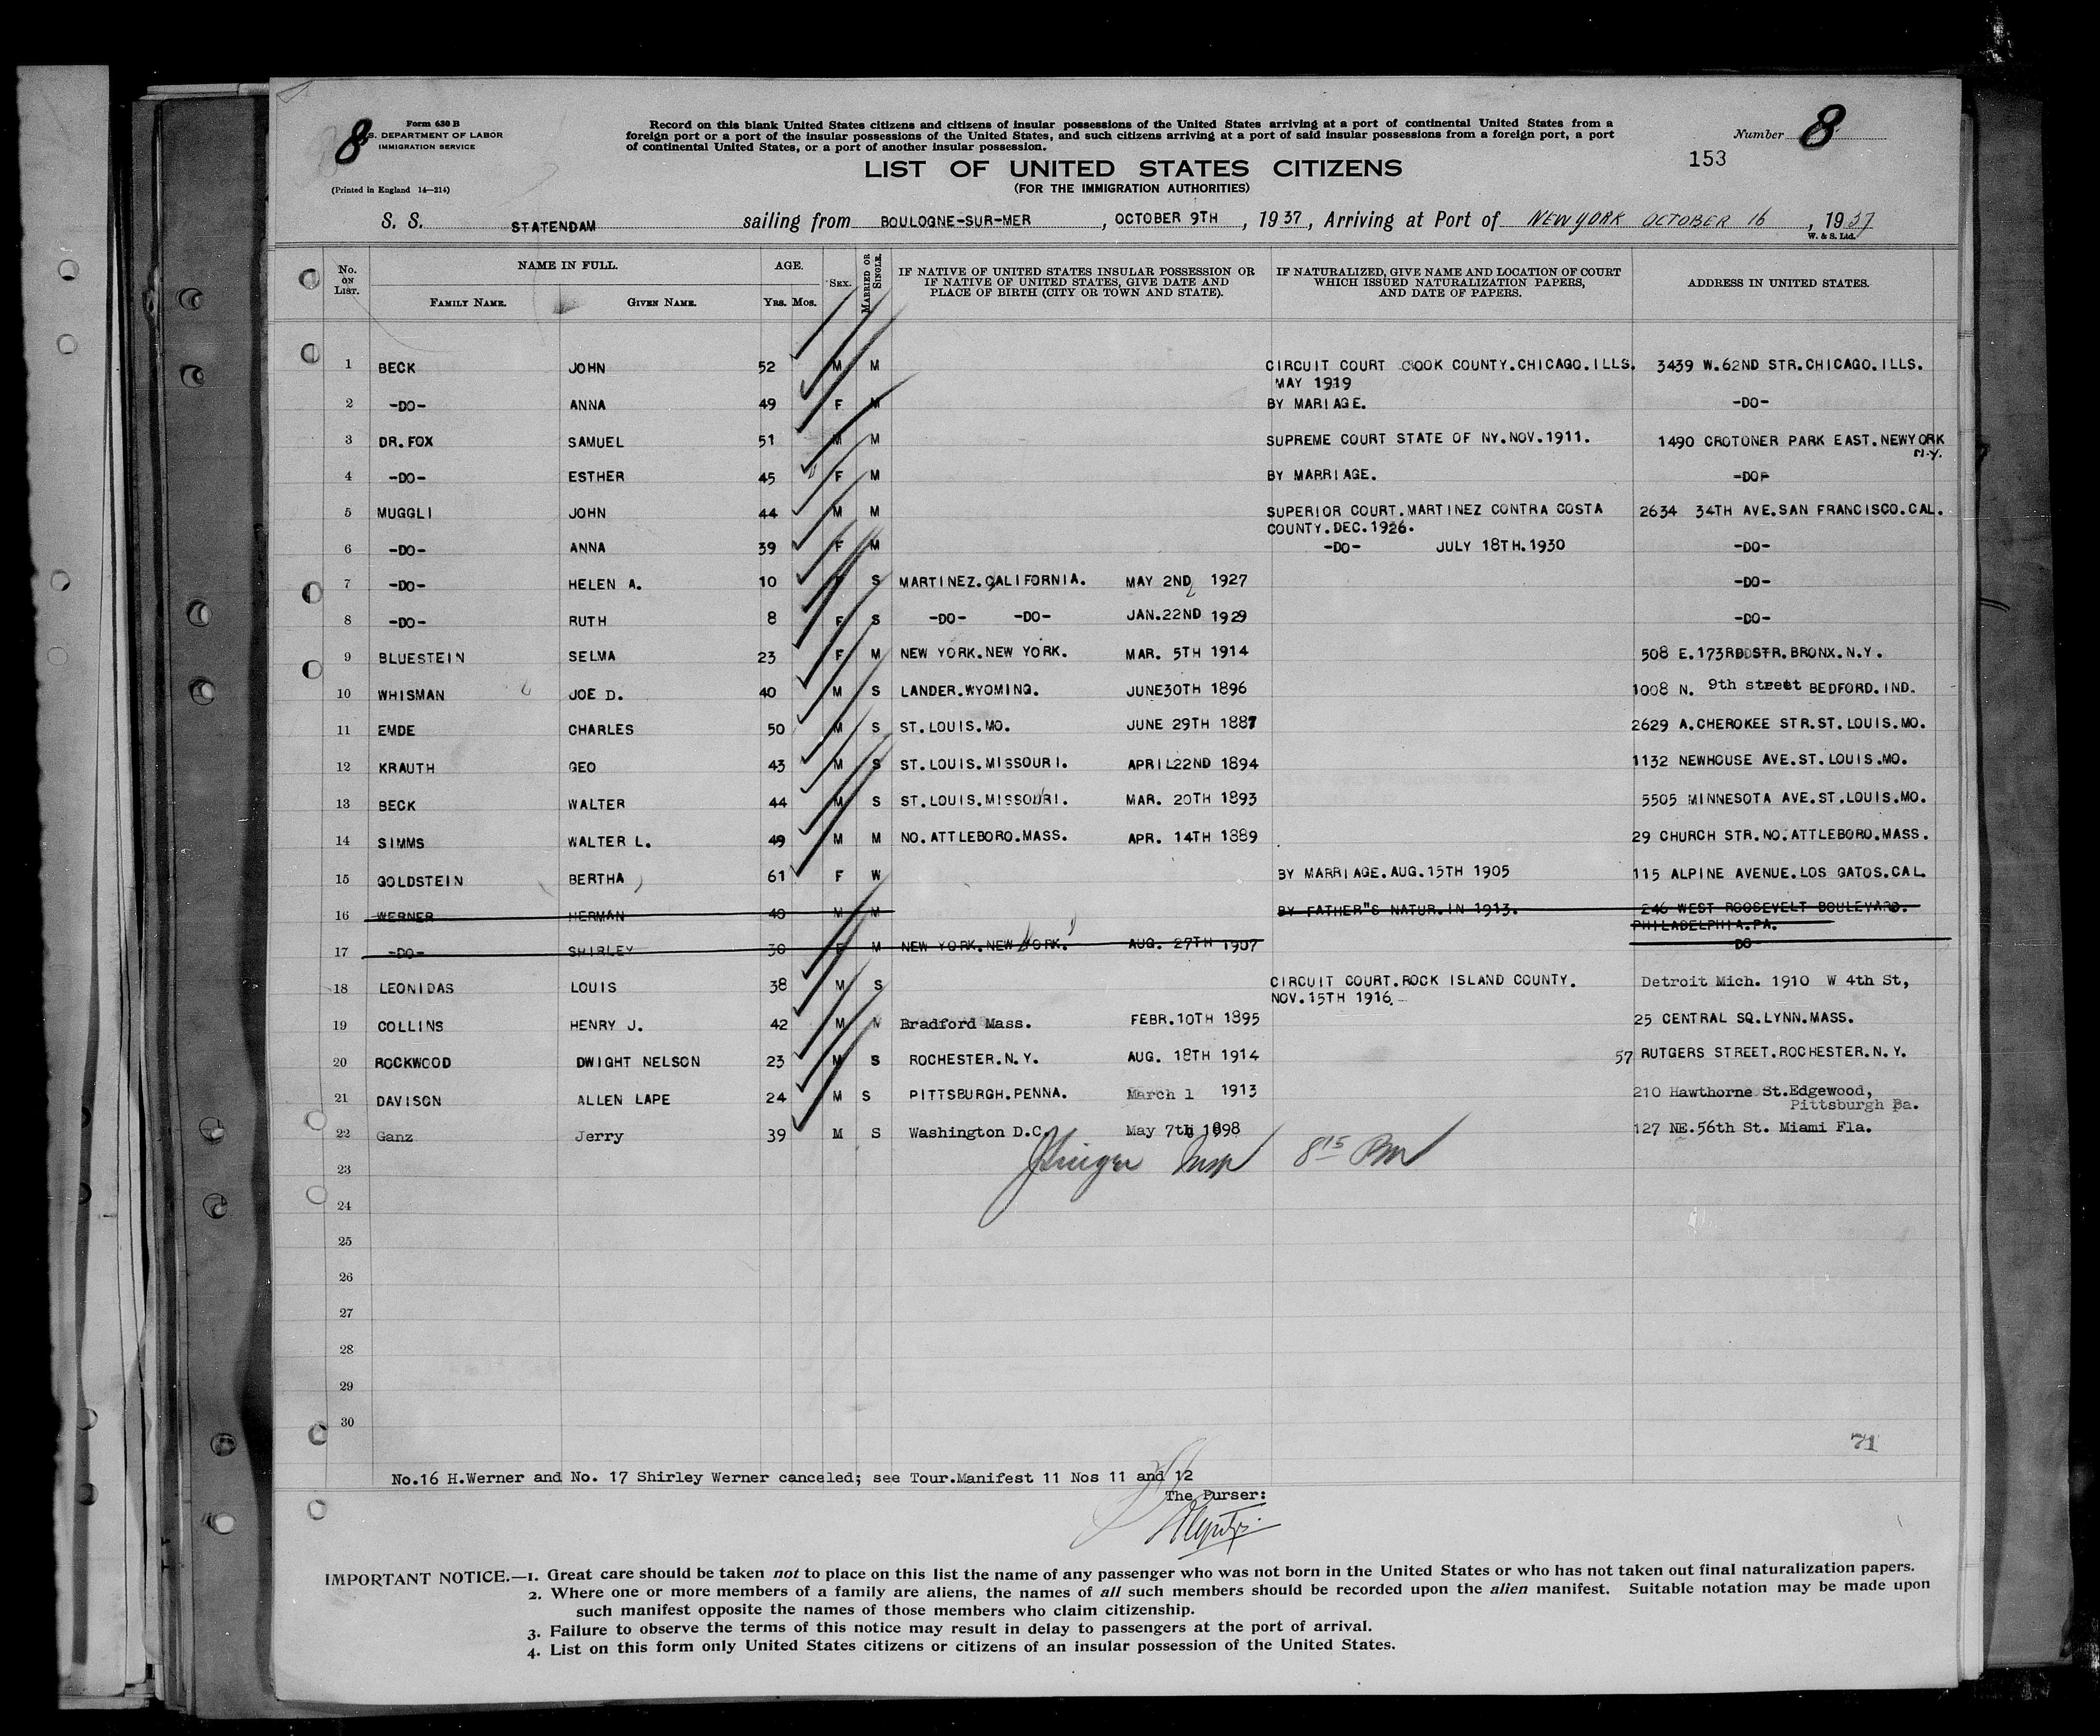 8
Form 630 B
S. DEPARTMENT OF LABOR
IMMIGRATION SERVICE
(Printed in England 14—214)
Record on this blank United States citizens and citizens of insular possessions of the United States arriving at a port of continental United States from a
foreign port or a port of the insular possessions of the United States, and such citizens arriving at a port of said insular possessions from a foreign port, a port
of continental United States, or a port of another insular possession.
Number 8
153
LIST OF UNITED STATES CITIZENS
(FOR THE IMMIGRATION AUTHORITIES)
S. S. STATENDAM sailing from BOULOGNE-SUR-MER, OCTOBER 9TH, 1937, Arriving at Port of NEW YORK OCTOBER 16, 1937
W. & S. Ltd.
No. ON LIST. NAME IN FULL. FAMILY NAME. GIVEN NAME. AGE. YRS. MOS. SEX. MARRIED OR SINGLE. IF NATIVE OF UNITED STATES INSULAR POSSESSION OR IF NATIVE OF UNITED STATES, GIVE DATE AND PLACE OF BIRTH (CITY OR TOWN AND STATE). IF NATURALIZED, GIVE NAME AND LOCATION OF COURT WHICH ISSUED NATURALIZATION PAPERS, AND DATE OF PAPERS. ADDRESS IN UNITED STATES.
1 BECK JOHN 52 M M CIRCUIT COURT COOK COUNTY.CHICAGO.ILLS. 3439 W.62ND STR.CHICAGO.ILLS.
MAY 1919
2 -DO- ANNA 49 F M BY MARIAGE. -DO-
3 DR.FOX SAMUEL 51 M M SUPREME COURT STATE OF NY.NOV.1911. 1490 CROTONER PARK EAST.NEWYORK
N.Y.
4 -DO- ESTHER 45 F M BY MARRIAGE. -DO-
5 MUGGLI JOHN 44 M M SUPERIOR COURT.MARTINEZ CONTRA COSTA 2634 34TH AVE.SAN FRANCISCO.CAL.
COUNTY.DEC.1926.
6 -DO- ANNA 39 F M -DO- JULY 18TH.1930 -DO-
7 -DO- HELEN A. 10 F S MARTINEZ.CALIFORNIA. MAY 2ND 1927 -DO-
8 -DO- RUTH 8 F S -DO- -DO- JAN.22ND 1929 -DO-
9 BLUESTEIN SELMA 23 F M NEW YORK.NEW YORK. MAR. 5TH 1914 508 E.173RD STR.BRONX.N.Y.
10 WHISMAN JOE D. 40 M S LANDER.WYOMING. JUNE30TH 1896 1008 N. 9th street BEDFORD.IND.
11 EMDE CHARLES 50 M S ST.LOUIS.MO. JUNE 29TH 1887 2629 A.CHEROKEE STR.ST.LOUIS.MO.
12 KRAUTH GEO 43 M S ST.LOUIS.MISSOURI. APRIL22ND 1894 1132 NEWHOUSE AVE.ST.LOUIS.MO.
13 BECK WALTER 44 M S ST.LOUIS.MISSOURI. MAR. 20TH 1893 5505 MINNESOTA AVE.ST.LOUIS.MO.
14 SIMMS WALTER L. 49 M M NO.ATTLEBORO.MASS. APR. 14TH 1889 29 CHURCH STR.NO.ATTLEBORO.MASS.
15 GOLDSTEIN BERTHA 61 F W BY MARRIAGE.AUG.15TH 1905 115 ALPINE AVENUE.LOS GATOS.CAL.
16 WERNER HERMAN 40 M M BY FATHER"S NATUR.IN 1913. 246 WEST ROOSEVELT BOULEVARD.
PHILADELPHIA.PA.
17 -DO- SHIRLEY 30 F M NEW YORK.NEW YORK. AUG. 27TH 1907 DO-
18 LEONIDAS LOUIS 38 M S CIRCUIT COURT.ROCK ISLAND COUNTY. Detroit Mich. 1910 W 4th St,
NOV.15TH 1916.
19 COLLINS HENRY J. 42 M Bradford Mass. FEBR.10TH 1895 25 CENTRAL SQ.LYNN.MASS.
20 ROCKWOOD DWIGHT NELSON 23 M S ROCHESTER.N.Y. AUG. 18TH 1914 57 RUTGERS STREET.ROCHESTER.N.Y.
21 DAVISON ALLEN LAPE 24 M S PITTSBURGH.PENNA. March 1 1913 210 Hawthorne St.Edgewood,
Pittsburgh Pa.
22 Ganz Jerry 39 M S Washington D.C. May 7th 1898 127 NE.56th St. Miami Fla.
Insp 8 15 PM
23
24
25
26
27
28
29
30
71
No.16 H.Werner and No. 17 Shirley Werner canceled; see Tour.Manifest 11 Nos 11 and 12
The Purser:
IMPORTANT NOTICE.—1. Great care should be taken not to place on this list the name of any passenger who was not born in the United States or who has not taken out final naturalization papers.
2. Where one or more members of a family are aliens, the names of all such members should be recorded upon the alien manifest. Suitable notation may be made upon
such manifest opposite the names of those members who claim citizenship.
3. Failure to observe the terms of this notice may result in delay to passengers at the port of arrival.
4. List on this form only United States citizens or citizens of an insular possession of the United States.